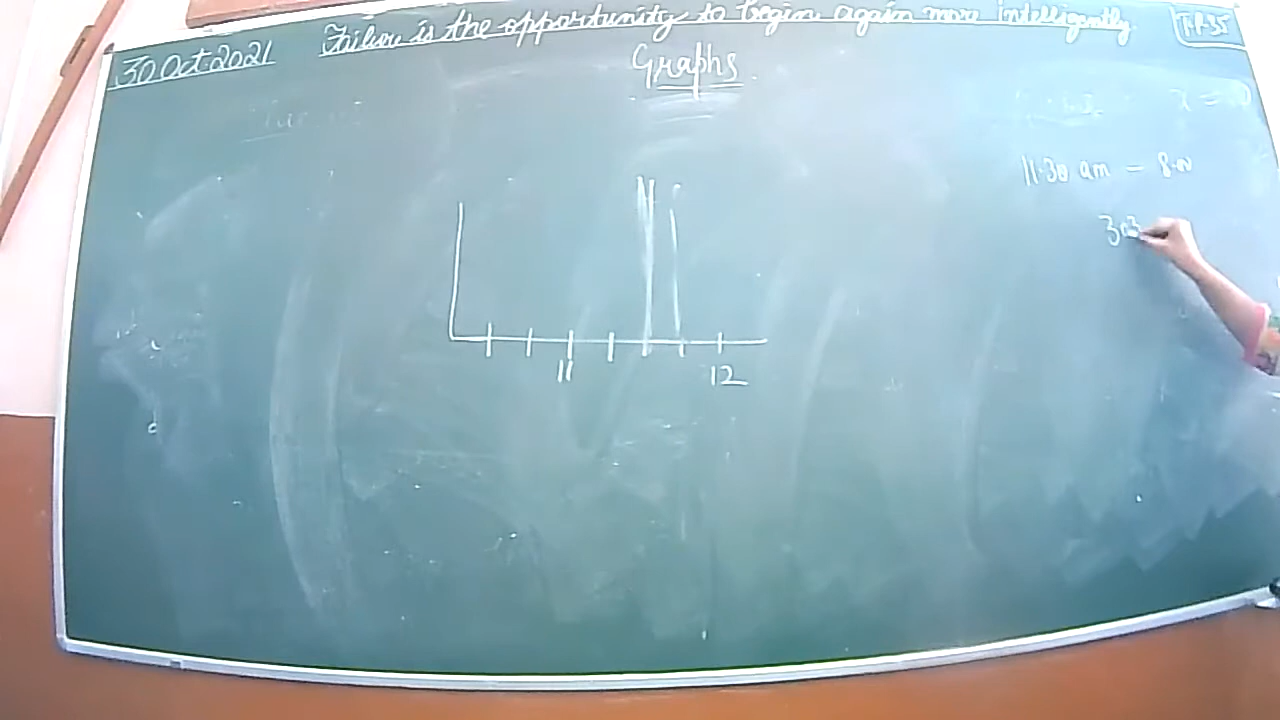 Failure is the opportunity to begin again more intelligently
30 Oct. 2021
Graphs
x =
11.30 am -
11
12